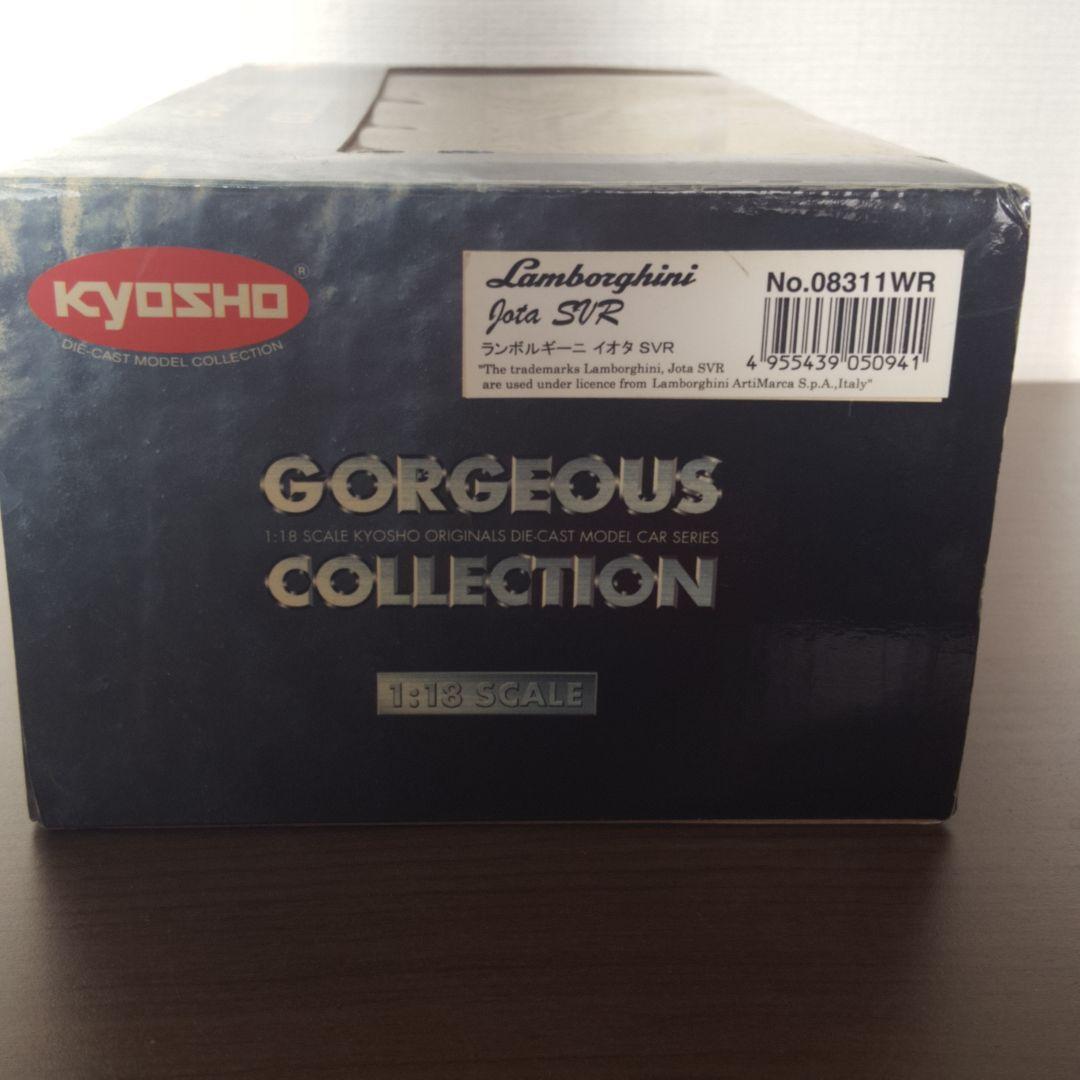 KYOSHO ®
DIE-CAST MODEL COLLECTION
Lamborghini
Jota SVR
ランボルギーニ イオタ SVR
"The trademarks Lamborghini, Jota SVR
are used under licence from Lamborghini ArtiMarca S.p.A.,Italy"
No.08311WR
4 955439 050941
GORGEOUS
1:18 SCALE KYOSHO ORIGINALS DIE-CAST MODEL CAR SERIES
COLLECTION
1:18 SCALE